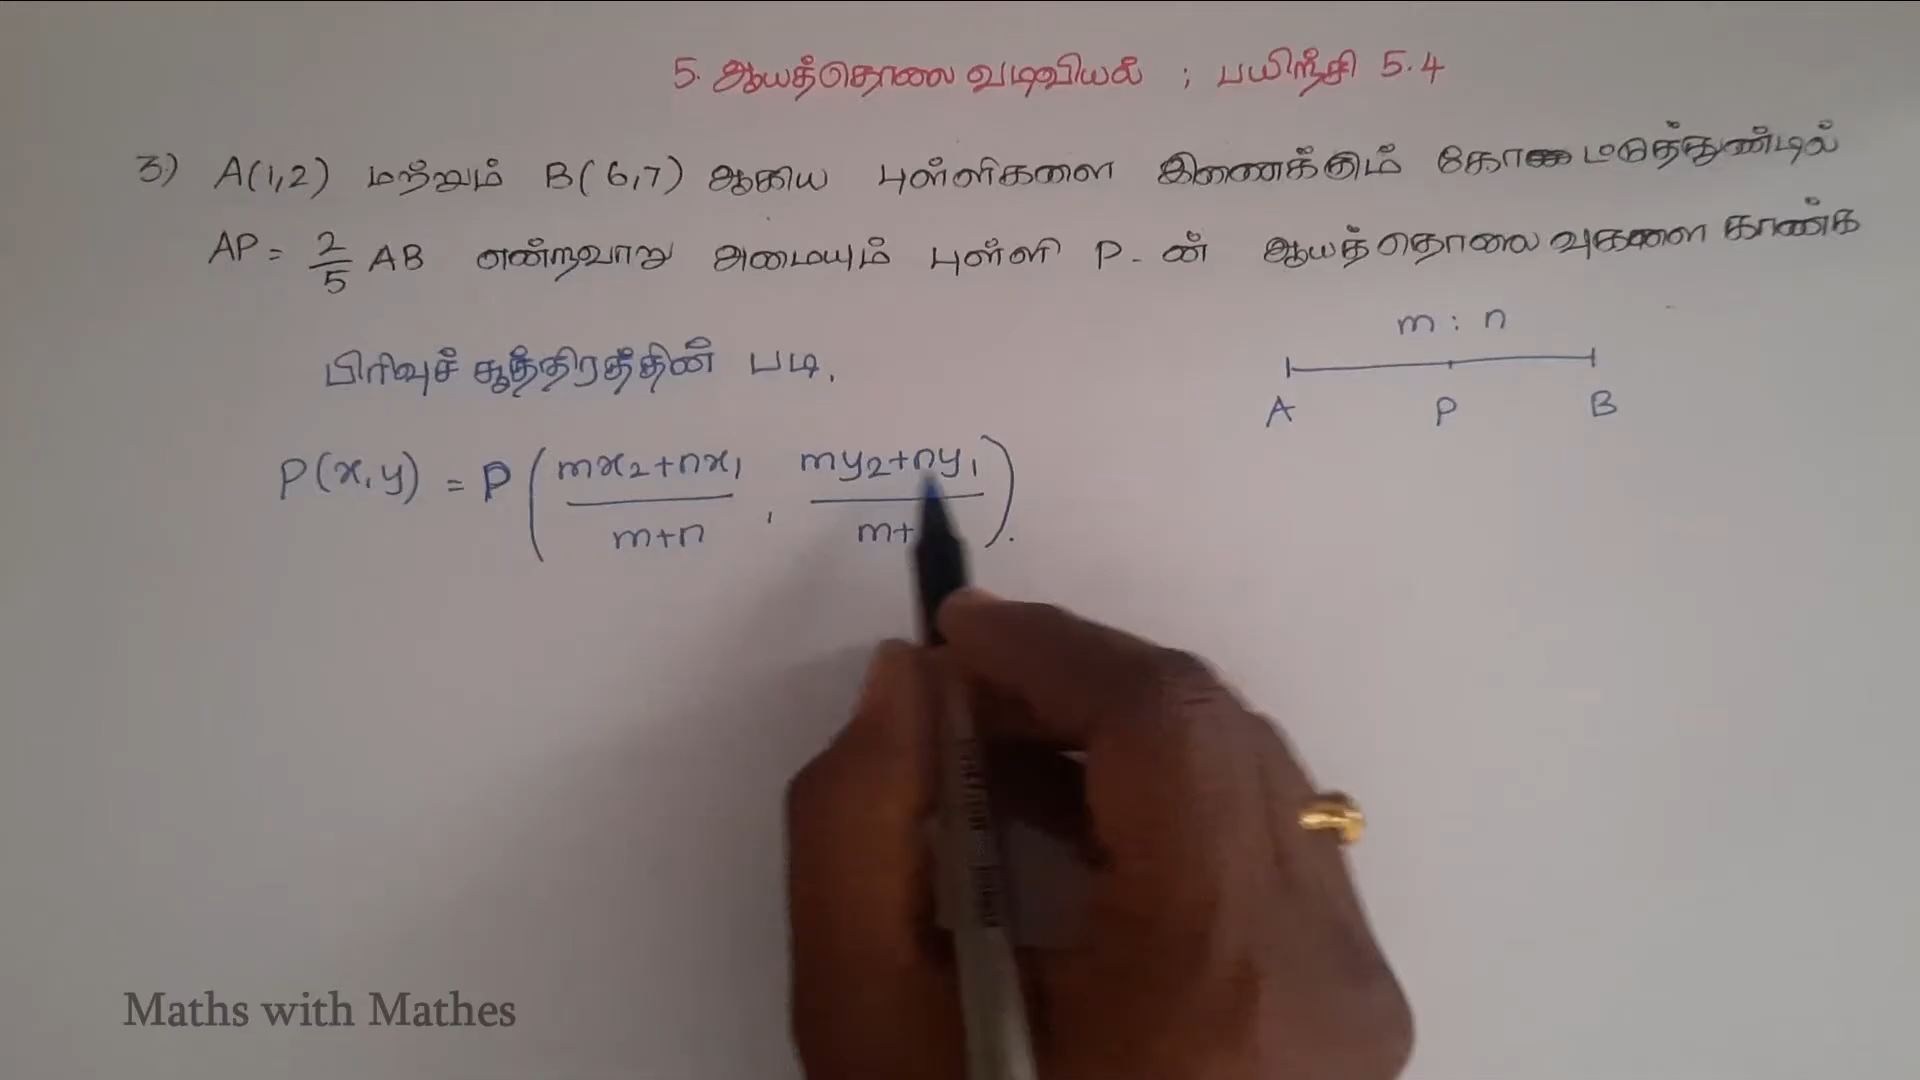 5. ஆயத்தொலை வடிவியல் ; பயிற்சி 5.4
3) A(1,2) மற்றும் B(6,7) ஆகிய புள்ளிகளை இணைக்கும் கோட்டுத்துண்டில்
AP = 2/5 AB என்றவாறு அமையும் புள்ளி P-ன் ஆயத்தொலைவுகளை காண்க
m : n
பிரிவுச் சூத்திரத்தின் படி,
A P B
P(x,y) = P ( mx₂+nx₁ / m+n , my₂+ny₁ / m+ ) .
Maths with Mathes